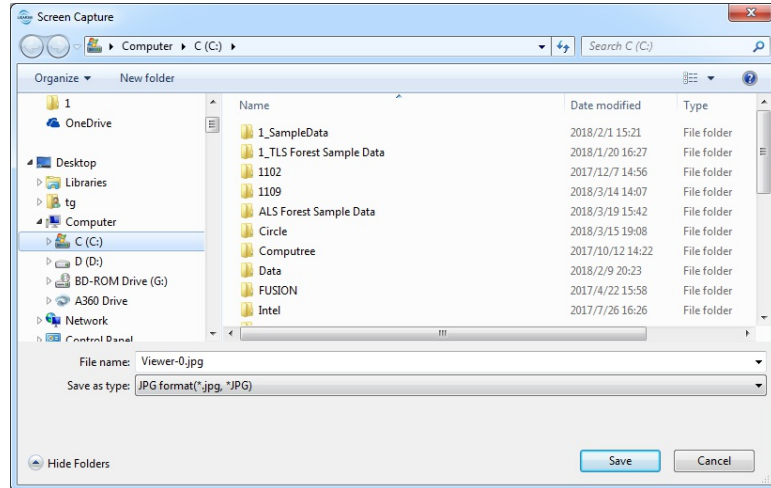 Screen Capture
Computer C (C:)
Search C (C:)
Organize New folder
1
OneDrive
Desktop
Libraries
tg
Computer
C (C:)
D (D:)
BD-ROM Drive (G:)
A360 Drive
Network
Control Panel
Name Date modified Type
1_SampleData 2018/2/1 15:21 File folder
1_TLS Forest Sample Data 2018/1/20 16:27 File folder
1102 2017/12/7 14:56 File folder
1109 2018/3/14 14:07 File folder
ALS Forest Sample Data 2018/3/19 15:42 File folder
Circle 2018/3/15 19:08 File folder
Computree 2017/10/12 14:22 File folder
Data 2018/2/9 20:23 File folder
FUSION 2017/4/22 15:58 File folder
Intel 2017/7/26 16:26 File folder
File name: Viewer-0.jpg
Save as type: JPG format(*.jpg, *JPG)
Hide Folders
Save Cancel